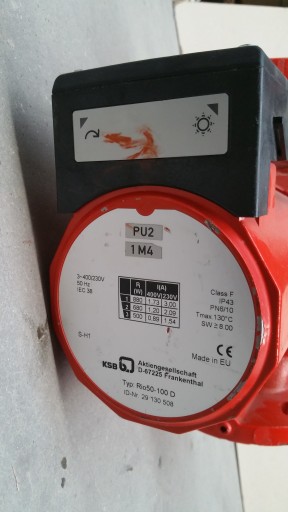 PU2
1M4
3~400/230V
50 Hz
IEC 38
P₁ (W) I(A) 400V/230V
1 880 1.73 3.00
2 680 1.20 2.09
3 500 0.89 1.54
Class F
IP43
PN6/10
Tmax.130°C
SW ≥ 8.00
S-H1
CE
Made in EU
KSB Aktiengesellschaft
D-67225 Frankenthal
Typ: Rio50-100 D
ID-Nr. 29 130 508